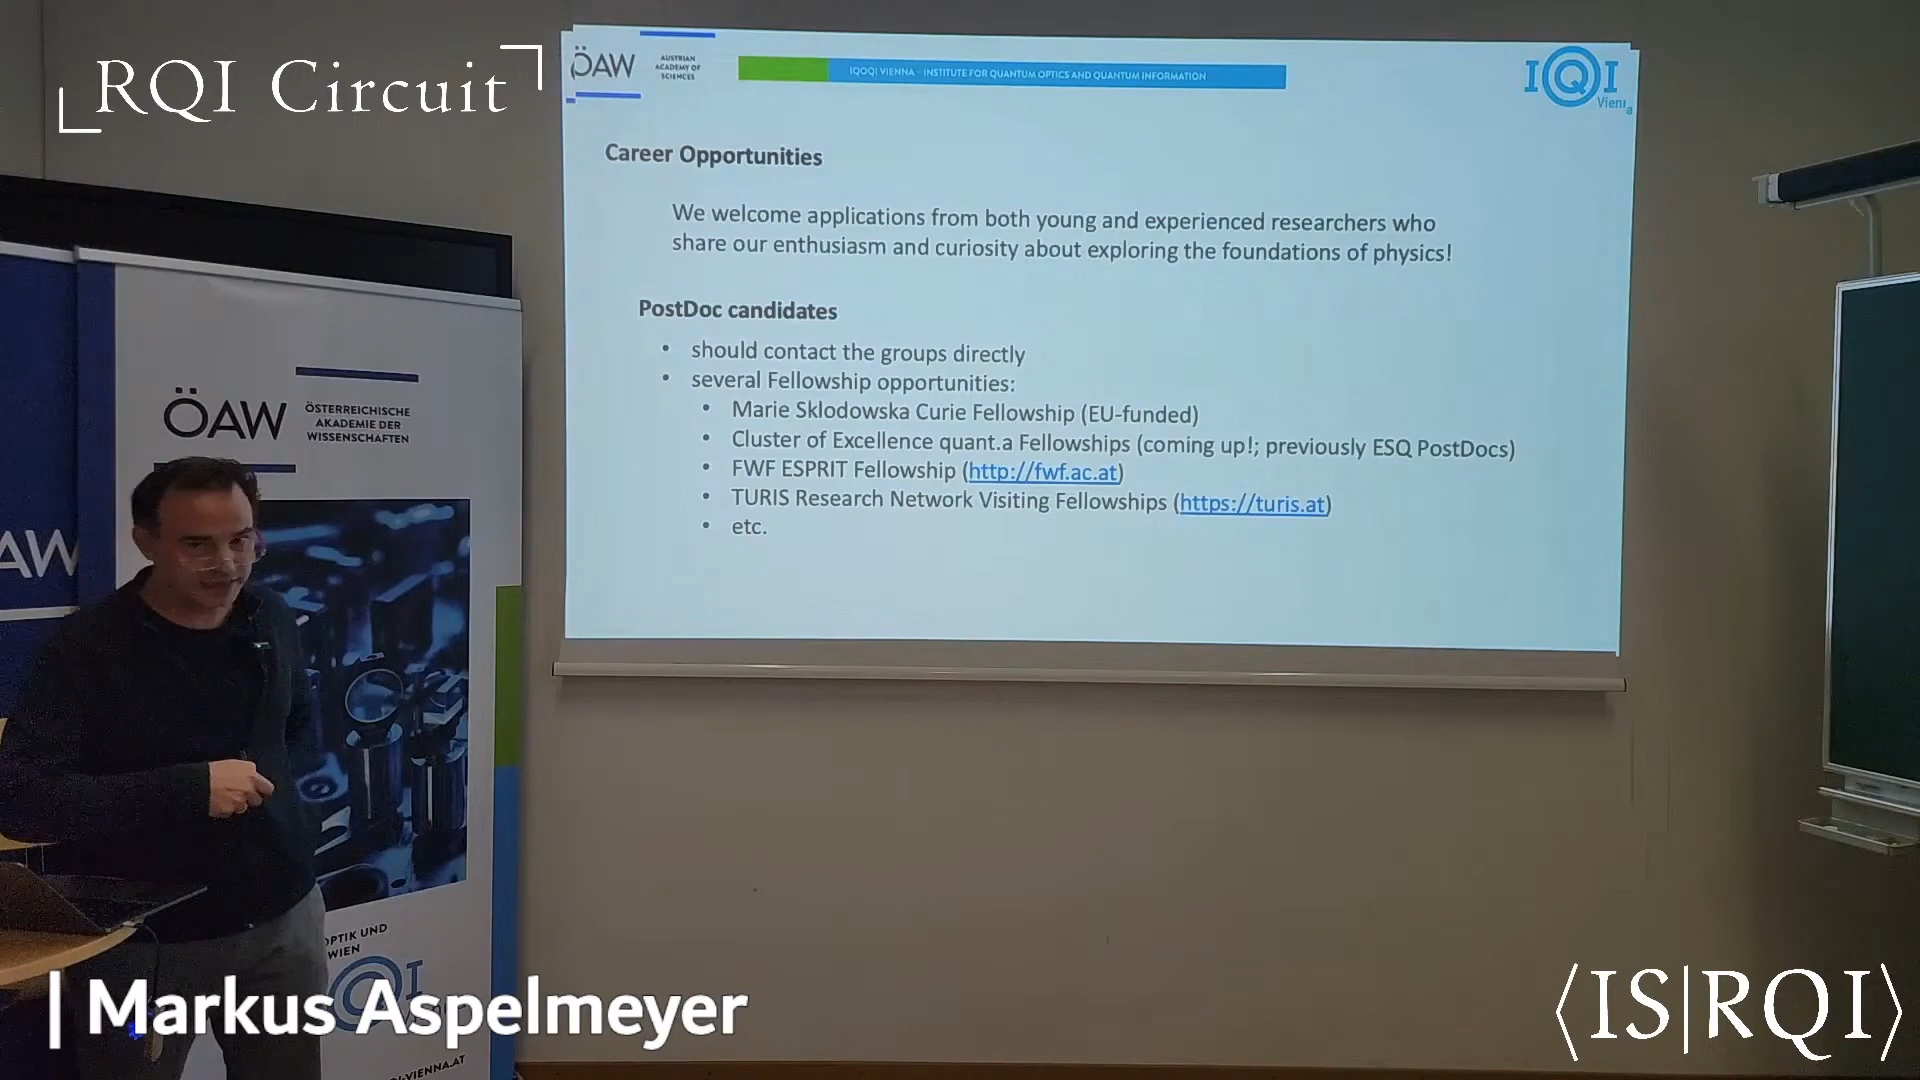 RQI Circuit
ÖAW
AUSTRIAN
ACADEMY OF
SCIENCES
IQOQI VIENNA - INSTITUTE FOR QUANTUM OPTICS AND QUANTUM INFORMATION
IQI
Vienna
Career Opportunities
We welcome applications from both young and experienced researchers who
share our enthusiasm and curiosity about exploring the foundations of physics!
PostDoc candidates
• should contact the groups directly
• several Fellowship opportunities:
• Marie Sklodowska Curie Fellowship (EU-funded)
• Cluster of Excellence quant.a Fellowships (coming up!; previously ESQ PostDocs)
• FWF ESPRIT Fellowship (http://fwf.ac.at)
• TURIS Research Network Visiting Fellowships (https://turis.at)
• etc.
ÖAW
ÖSTERREICHISCHE
AKADEMIE DER
WISSENSCHAFTEN
AW
OPTIK UND
WIEN
QI
I-VIENNA.AT
| Markus Aspelmeyer
⟨IS|RQI⟩